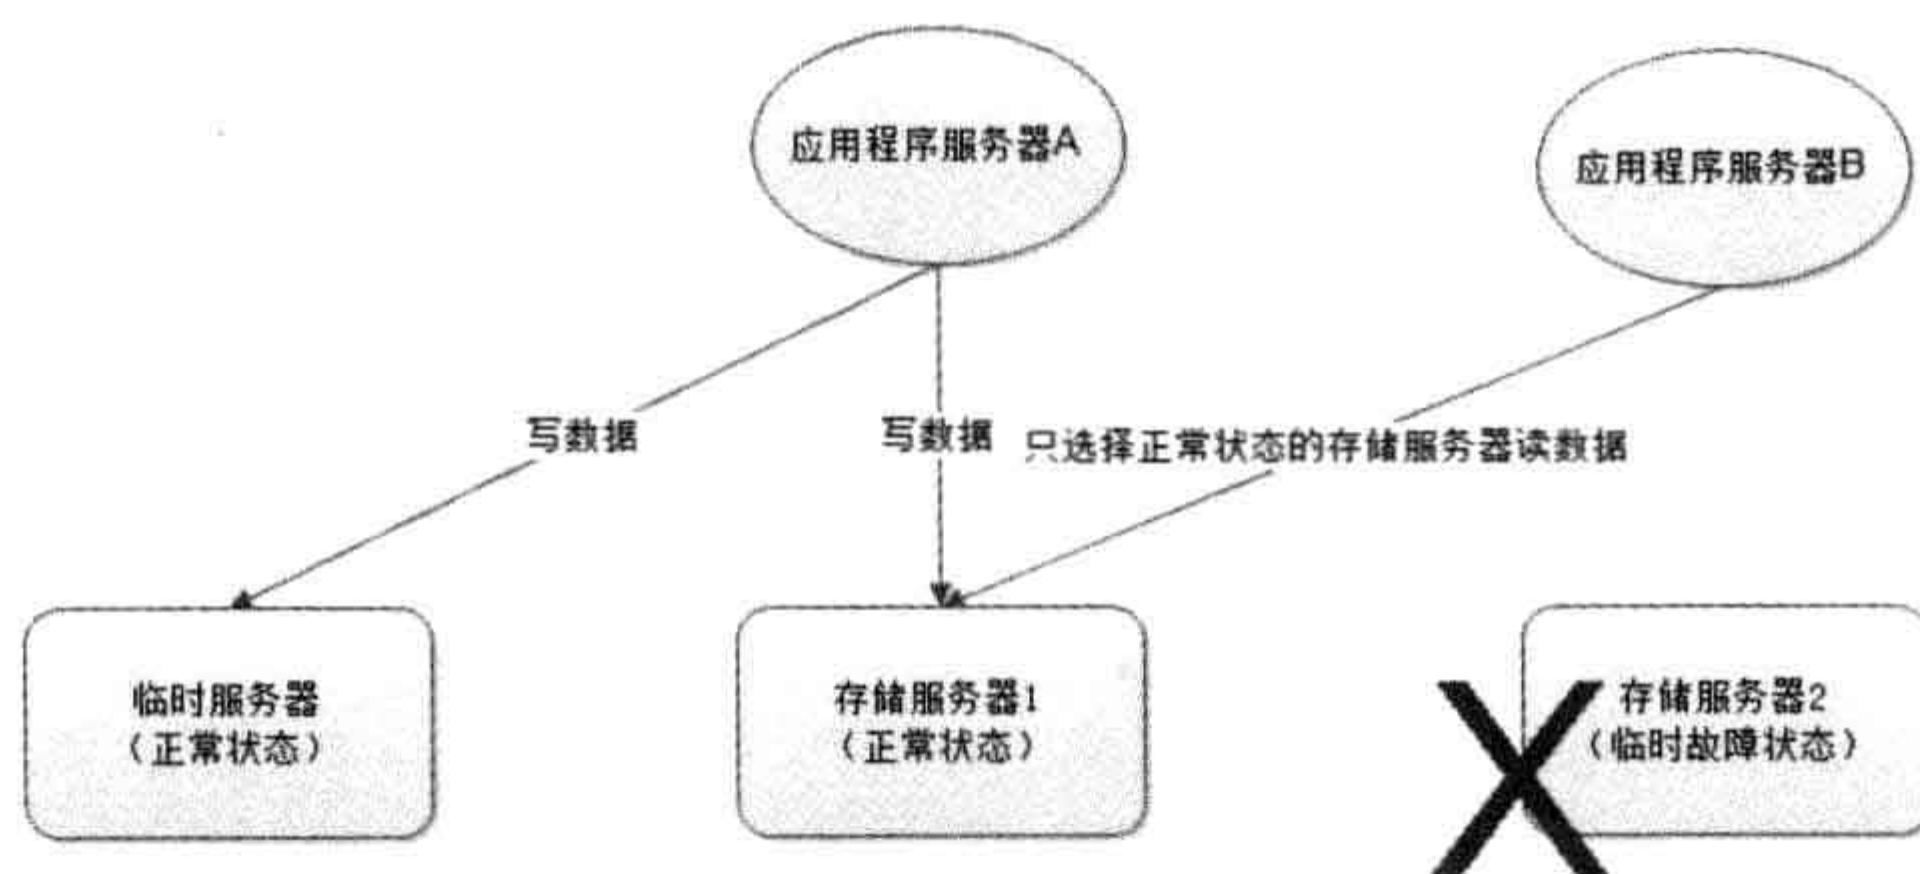 应用程序服务器A
应用程序服务器B
写数据
写数据
只选择正常状态的存储服务器读数据
临时服务器
（正常状态）
存储服务器1
（正常状态）
存储服务器2
（临时故障状态）